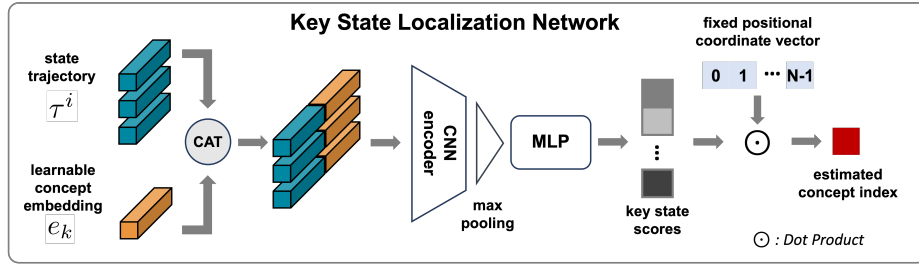 Key State Localization Network
state
trajectory
τ^i
learnable
concept
embedding
e_k
CAT
CNN
encoder
max
pooling
MLP
key state
scores
fixed positional
coordinate vector
0 1 ··· N-1
estimated
concept index
⊙ : Dot Product